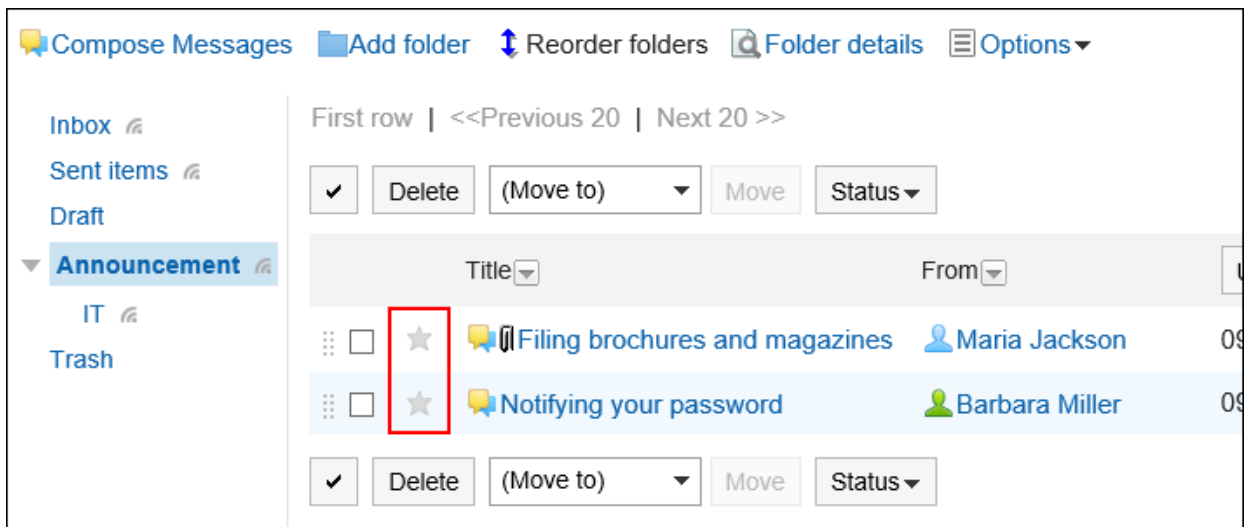 Compose Messages Add folder Reorder folders Folder details Options
Inbox
Sent items
Draft
Announcement
IT
Trash
First row | <<Previous 20 | Next 20 >>
Delete (Move to) Move Status
Title From
Filing brochures and magazines Maria Jackson 09
Notifying your password Barbara Miller 09
Delete (Move to) Move Status